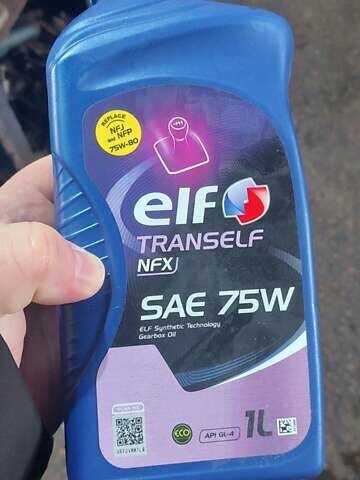 REPLACE
NFJ
and NFP
75W-80
elf
TRANSELF
NFX
SAE 75W
ELF Synthetic Technology
Gearbox Oil
ECO
API GL-4
1L